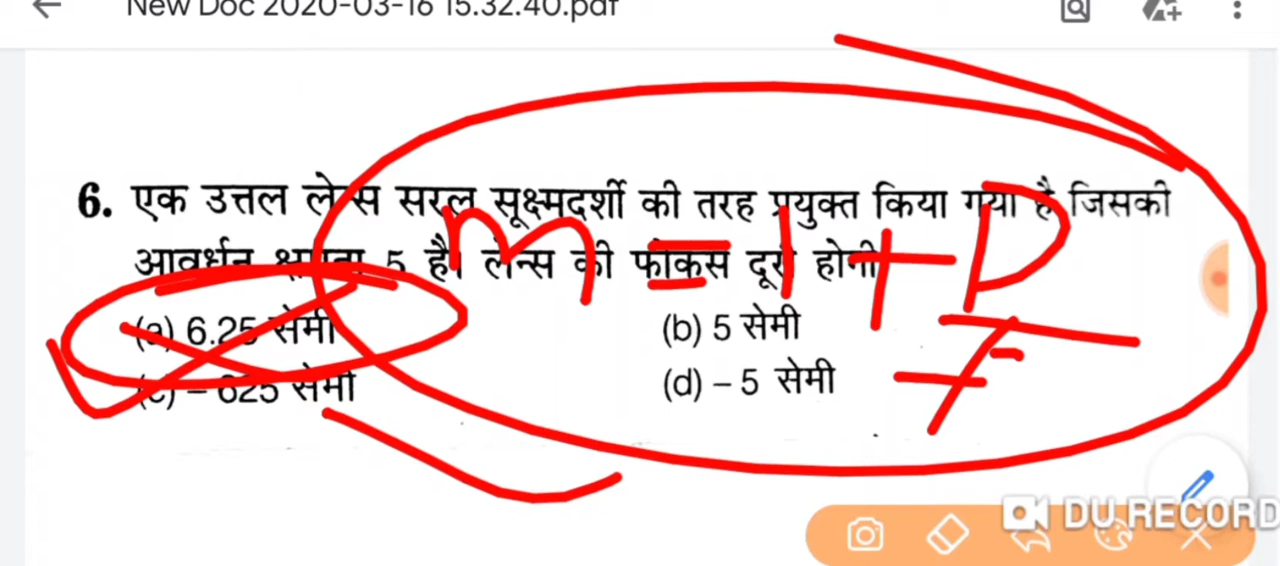 New Doc 2020-03-16 15.32.40.pdf
6. एक उत्तल लेन्स सरल सूक्ष्मदर्शी की तरह प्रयुक्त किया गया है जिसकी
आवर्धन क्षमता 5 है। लेन्स की फोकस दूरी होगी
m = 1 + D
F
(a) 6.25 सेमी (b) 5 सेमी
(c) – 625 सेमी (d) – 5 सेमी
DU RECORD